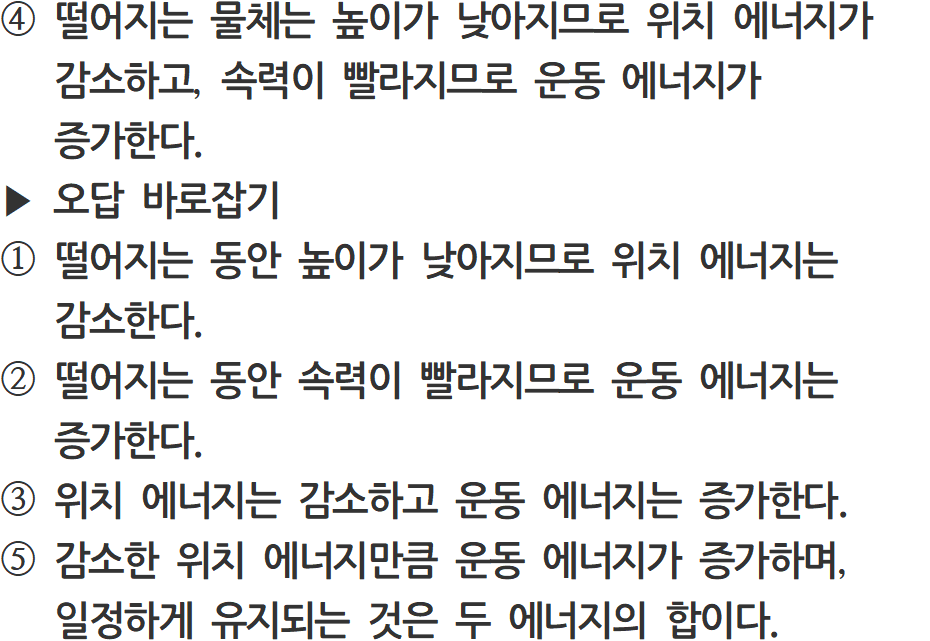 ④ 떨어지는 물체는 높이가 낮아지므로 위치 에너지가
감소하고, 속력이 빨라지므로 운동 에너지가
증가한다.
▶ 오답 바로잡기
① 떨어지는 동안 높이가 낮아지므로 위치 에너지는
감소한다.
② 떨어지는 동안 속력이 빨라지므로 운동 에너지는
증가한다.
③ 위치 에너지는 감소하고 운동 에너지는 증가한다.
⑤ 감소한 위치 에너지만큼 운동 에너지가 증가하며,
일정하게 유지되는 것은 두 에너지의 합이다.